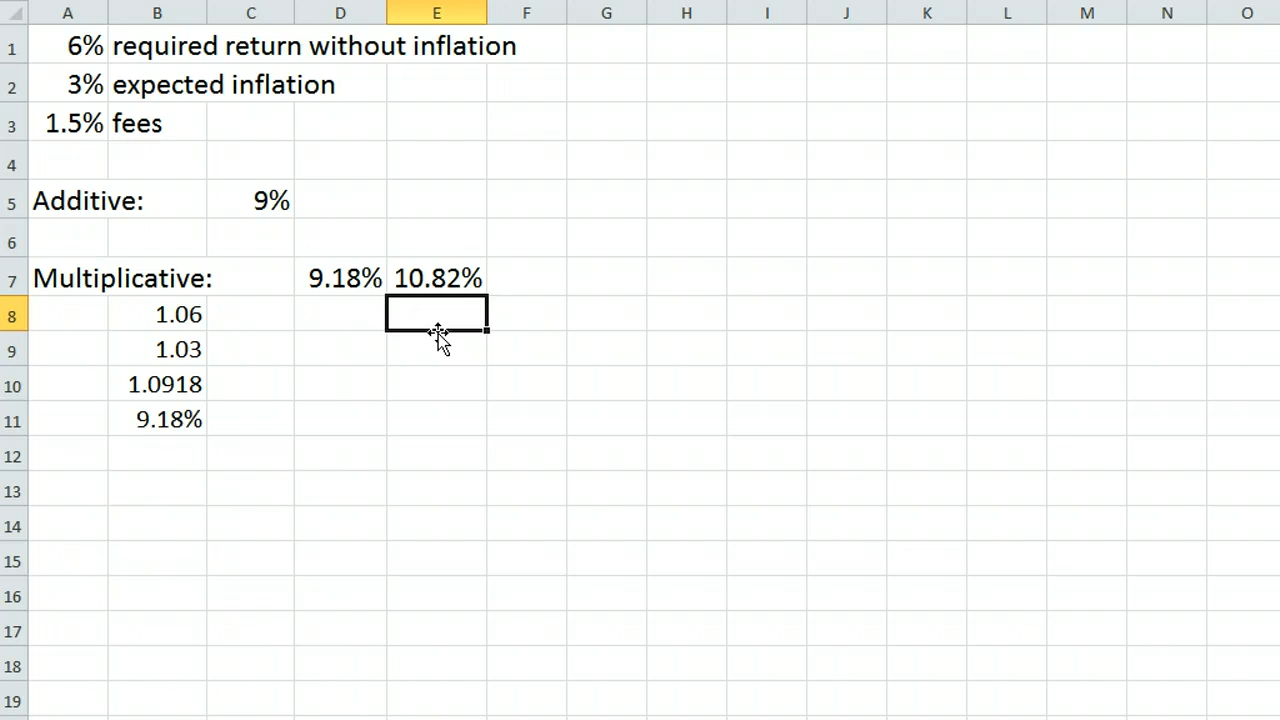 A B C D E F G H I J K L M N O
1 6% required return without inflation
2 3% expected inflation
3 1.5% fees
4
5 Additive: 9%
6
7 Multiplicative: 9.18% 10.82%
8 1.06
9 1.03
10 1.0918
11 9.18%
12
13
14
15
16
17
18
19